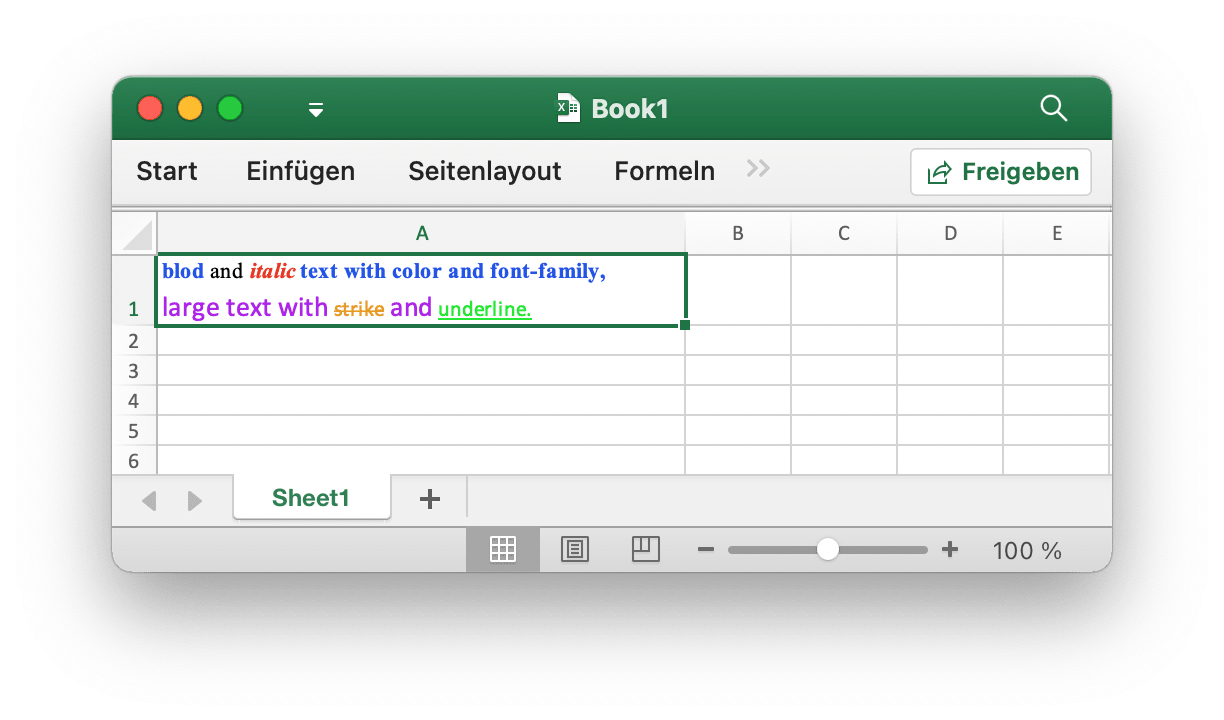 Book1
Start Einfügen Seitenlayout Formeln Freigeben
A B C D E
blod and italic text with color and font-family,
1 large text with strike and underline.
2
3
4
5
6
Sheet1
100 %